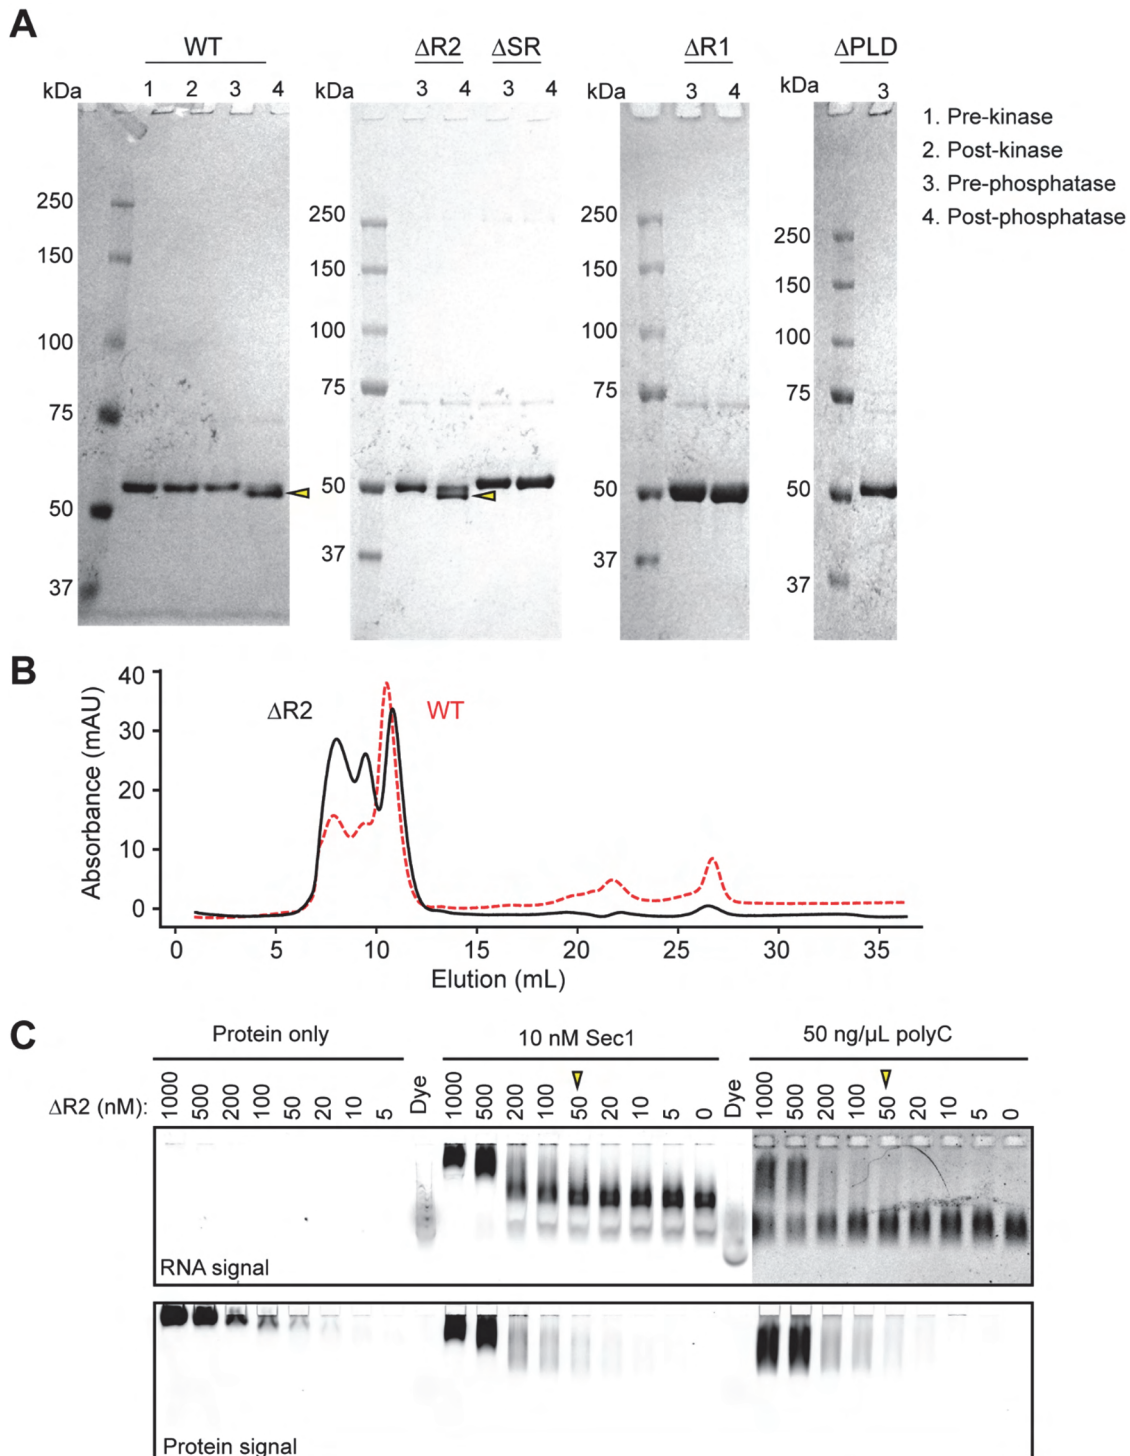 A
WT
ΔR2 ΔSR
ΔR1
ΔPLD
kDa 1 2 3 4
kDa 3 4 3 4
kDa 3 4
kDa 3
1. Pre-kinase
2. Post-kinase
3. Pre-phosphatase
4. Post-phosphatase
250
150
100
75
50
37
250
150
100
75
50
37
250
150
100
75
50
37
250
150
100
75
50
37
B
Absorbance (mAU)
40
30
20
10
0
ΔR2
WT
0 5 10 15 20 25 30 35
Elution (mL)
C
Protein only
10 nM Sec1
50 ng/µL polyC
ΔR2 (nM): 1000 500 200 100 50 20 10 5 Dye 1000 500 200 100 50 20 10 5 0 Dye 1000 500 200 100 50 20 10 5 0
RNA signal
Protein signal